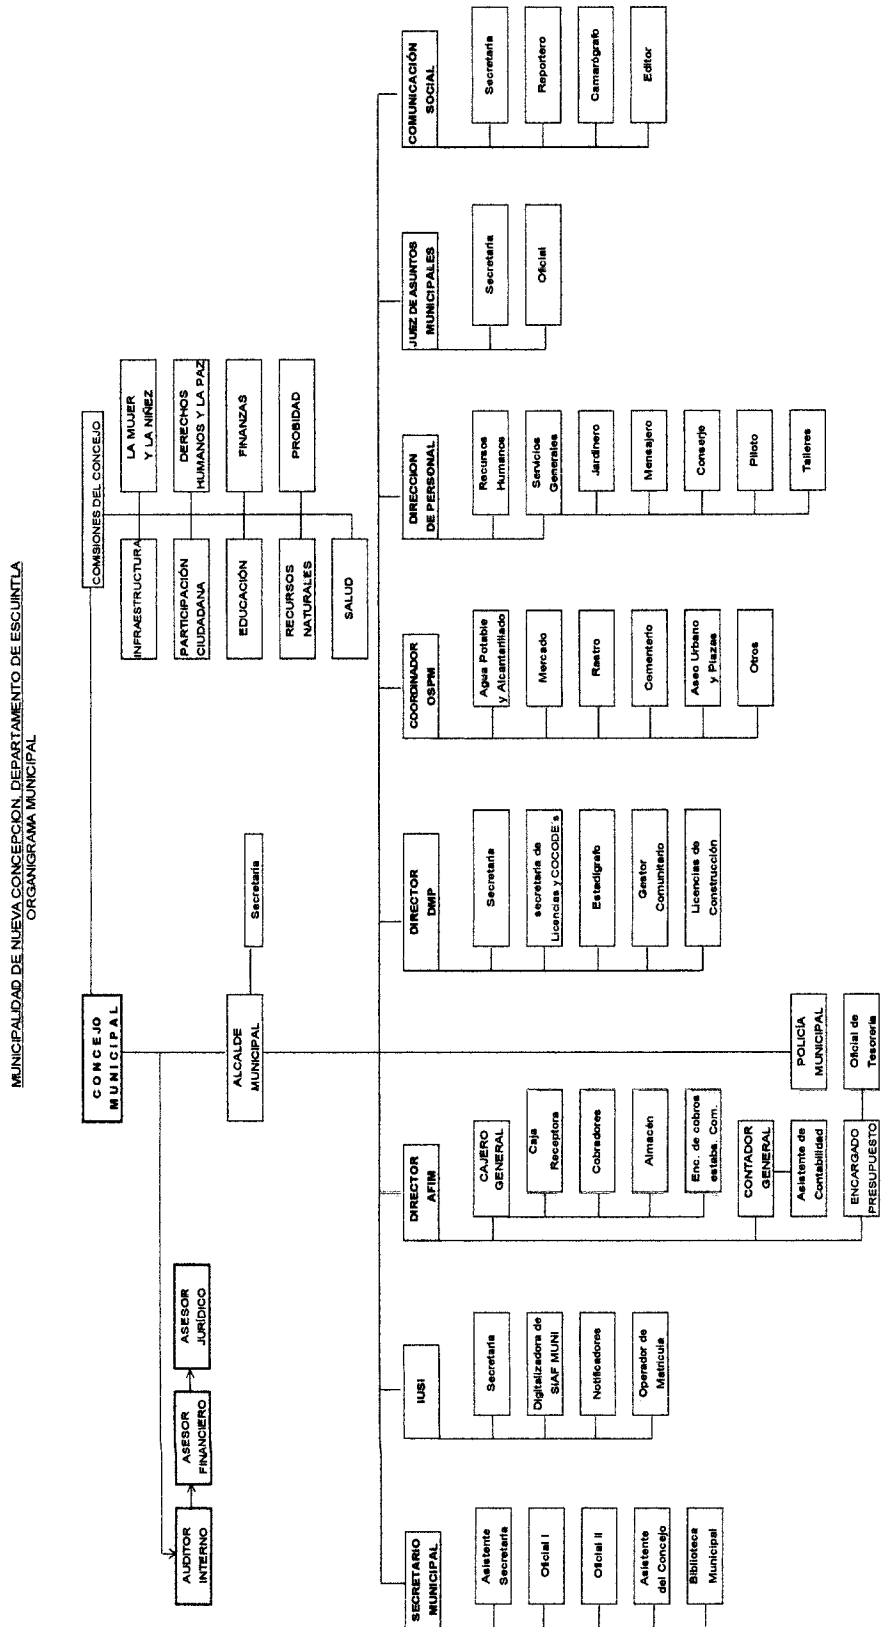 MUNICIPALIDAD DE NUEVA CONCEPCION, DEPARTAMENTO DE ESCUINTLA
ORGANIGRAMA MUNICIPAL
CONCEJO
MUNICIPAL
COMISIONES DEL CONCEJO
INFRAESTRUCTURA
LA MUJER
Y LA NIÑEZ
PARTICIPACIÓN
CIUDADANA
DERECHOS
HUMANOS Y LA PAZ
EDUCACIÓN
FINANZAS
RECURSOS
NATURALES
PROBIDAD
SALUD
AUDITOR
INTERNO
ASESOR
FINANCIERO
ASESOR
JURÍDICO
ALCALDE
MUNICIPAL
Secretaria
SECRETARIO
MUNICIPAL
Asistente
Secretaria
Oficial I
Oficial II
Asistente
del Concejo
Biblioteca
Municipal
IUSI
Secretaria
Digitalizadora de
SIAF MUNI
Notificadores
Operador de
Matricula
DIRECTOR
AFIM
CAJERO
GENERAL
Caja
Receptora
Cobradores
Almacén
Enc. de cobros
estaba. Com.
CONTADOR
GENERAL
Asistente de
Contabilidad
ENCARGADO
PRESUPUESTO
Oficial de
Tesoreria
POLICÍA
MUNICIPAL
DIRECTOR
DMP
Secretaria
secretaria de
Licencias y COCODE's
Estadígrafo
Gestor
Comunitario
Licencias de
Construcción
COORDINADOR
OSPM
Agua Potable
y Alcantarillado
Mercado
Rastro
Cementerio
Aseo Urbano
y Plazas
Otros
DIRECCION
DE PERSONAL
Recursos
Humanos
Servicios
Generales
Jardinero
Mensajero
Conserje
Piloto
Talleres
JUEZ DE ASUNTOS
MUNICIPALES
Secretaria
Oficial
COMUNICACIÓN
SOCIAL
Secretaria
Reportero
Camarógrafo
Editor